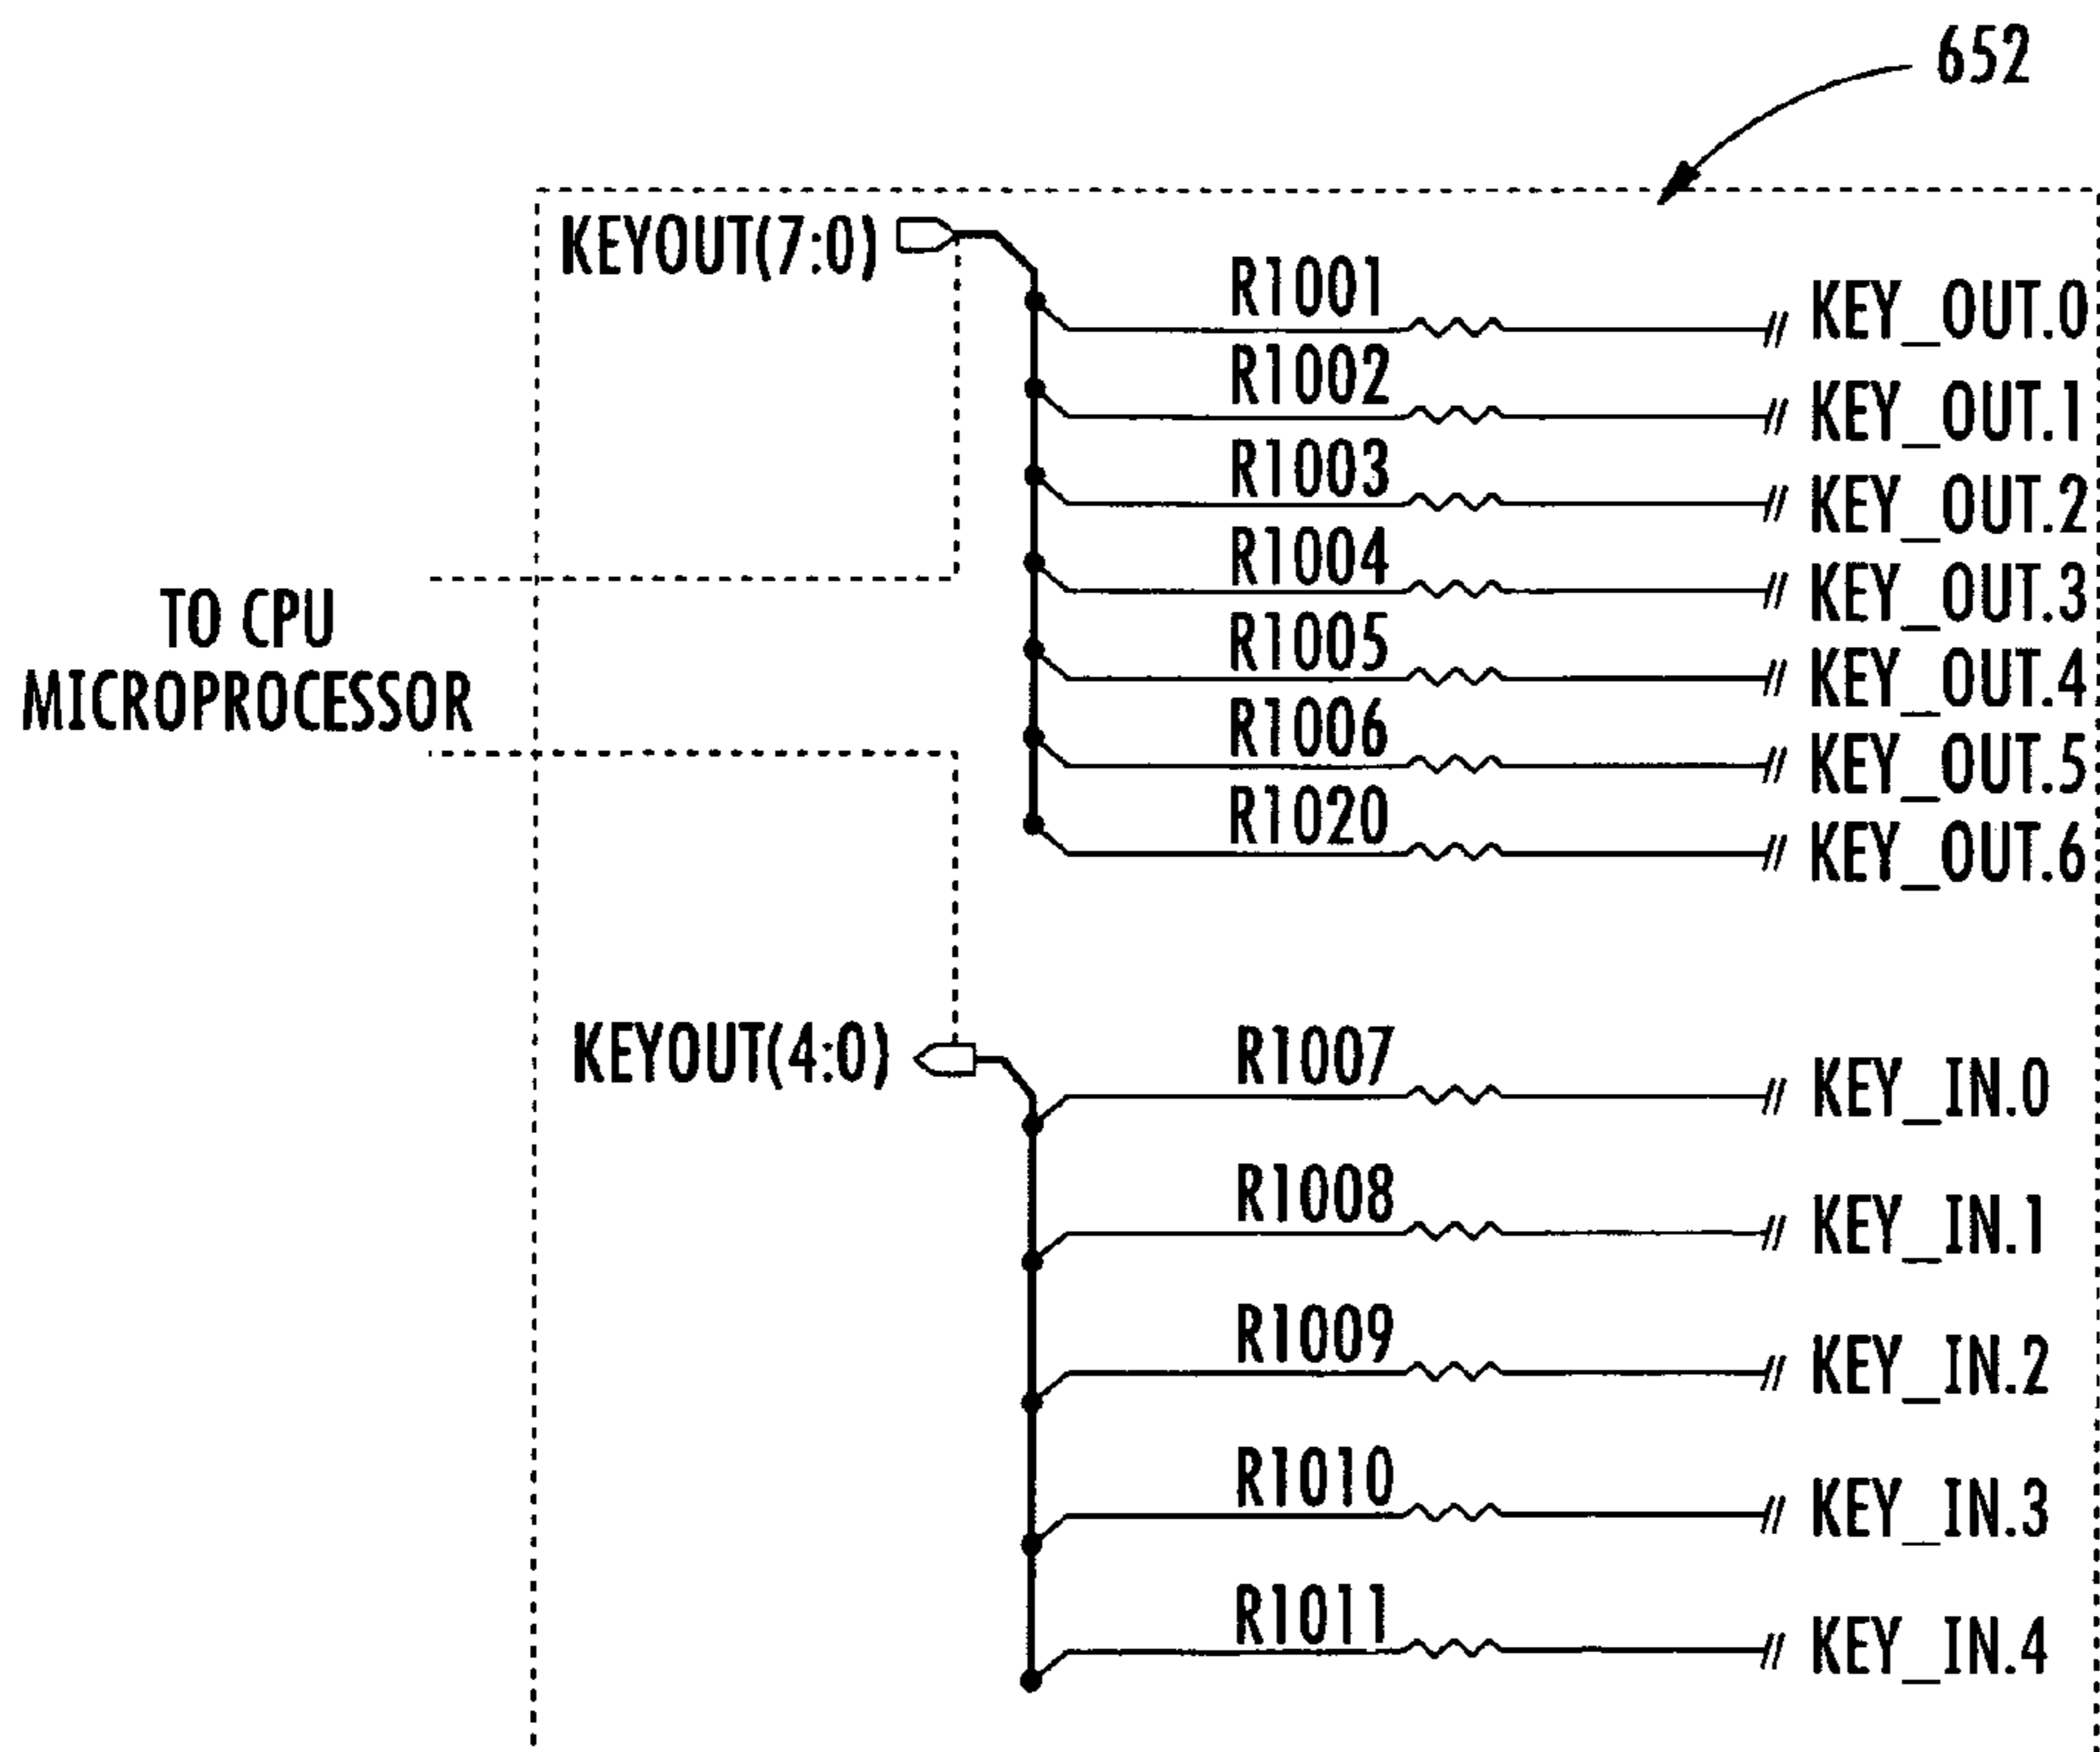 652
KEYOUT(7:0)
R1001
KEY_OUT.0
R1002
KEY_OUT.1
R1003
KEY_OUT.2
R1004
KEY_OUT.3
TO CPU
MICROPROCESSOR
R1005
KEY_OUT.4
R1006
KEY_OUT.5
R1020
KEY_OUT.6
KEYOUT(4:0)
R1007
KEY_IN.0
R1008
KEY_IN.1
R1009
KEY_IN.2
R1010
KEY_IN.3
R1011
KEY_IN.4